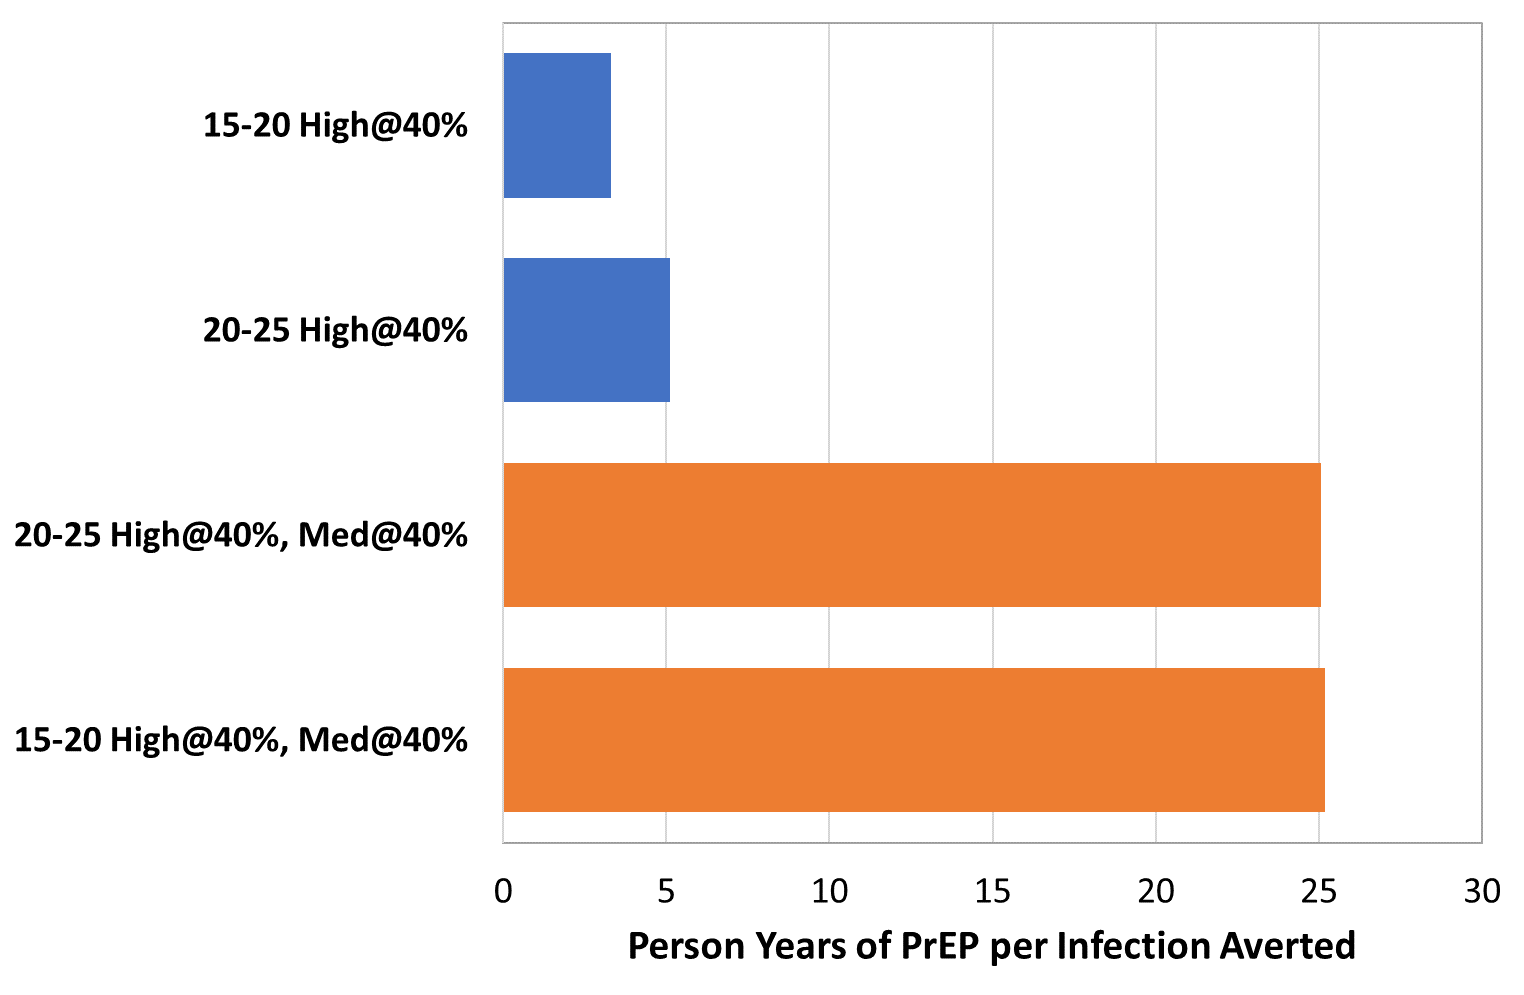 15-20 High@40%
20-25 High@40%
20-25 High@40%, Med@40%
15-20 High@40%, Med@40%
0 5 10 15 20 25 30
Person Years of PrEP per Infection Averted